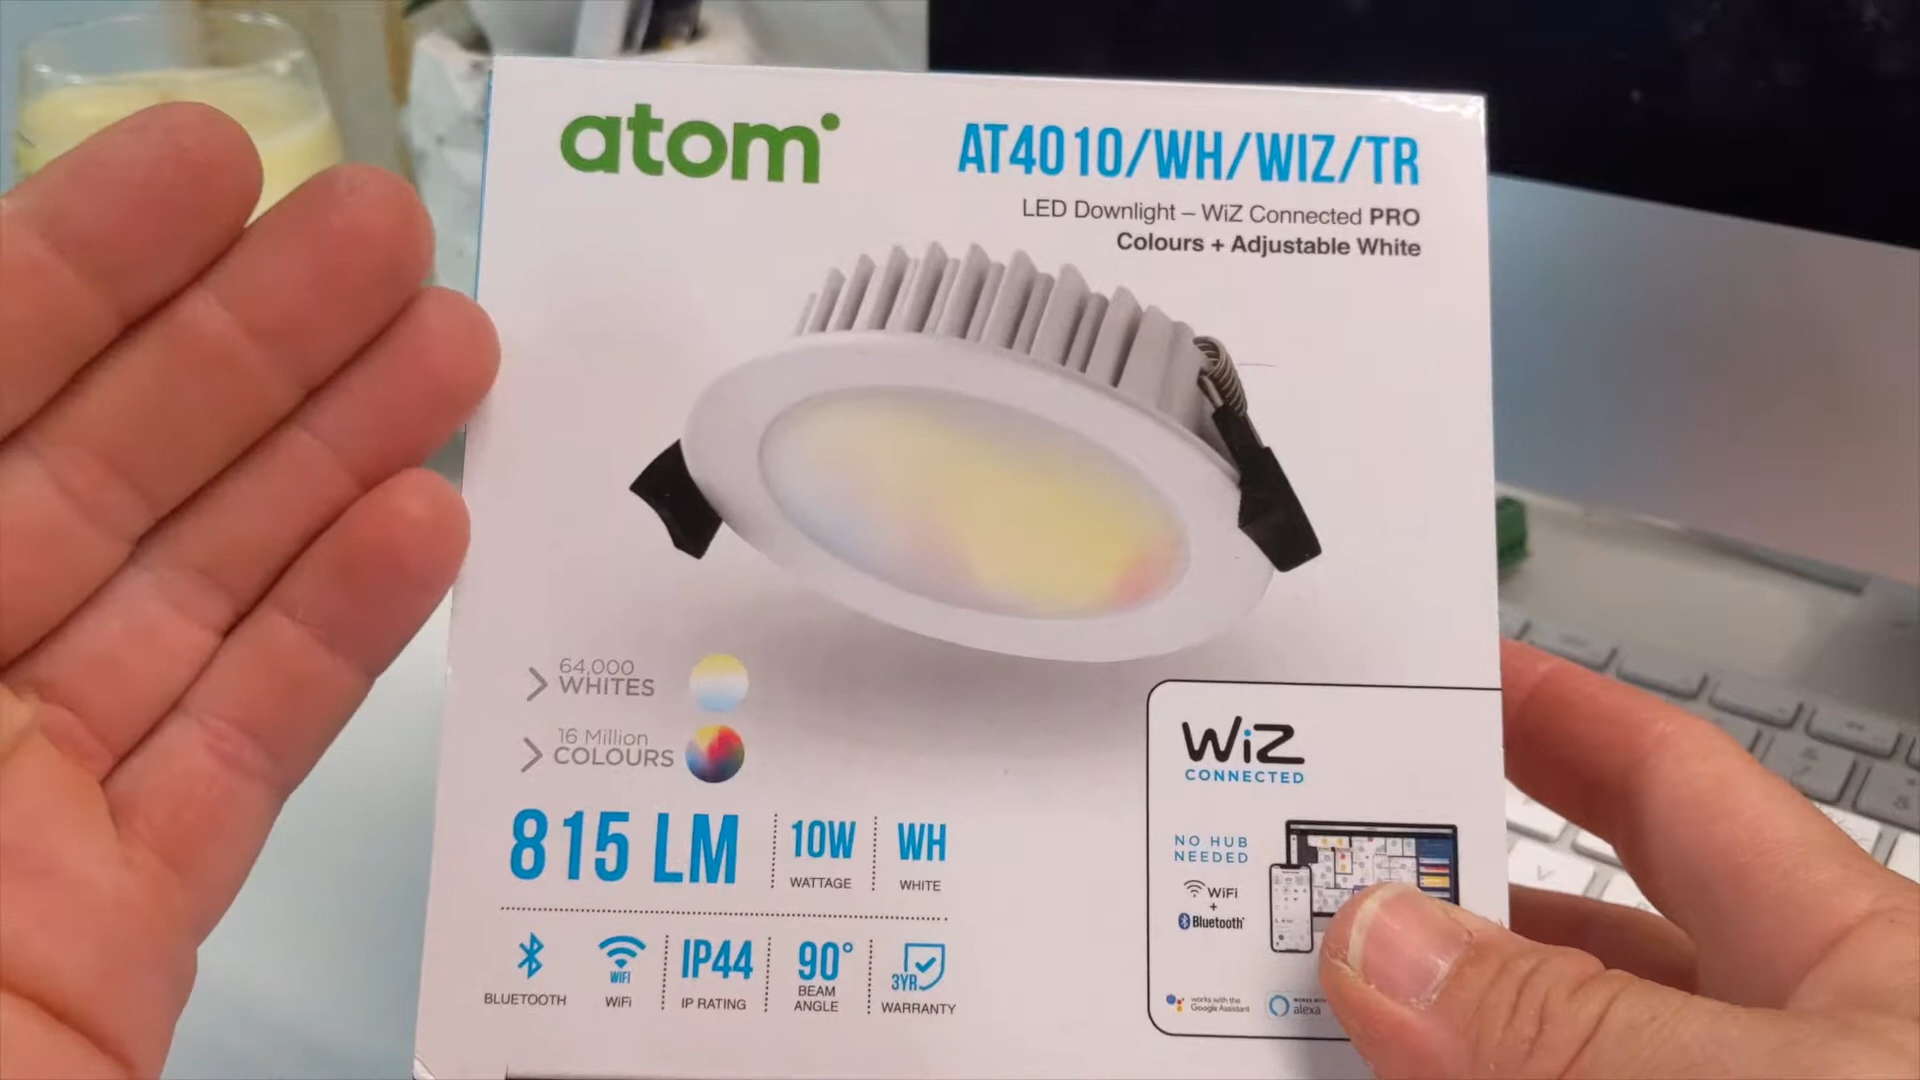 atom
AT4010/WH/WIZ/TR
LED Downlight – WiZ Connected PRO
Colours + Adjustable White
64,000
WHITES
16 Million
COLOURS
815 LM
10W
WATTAGE
WH
WHITE
BLUETOOTH
WiFi
WiFi
IP44
IP RATING
90°
BEAM
ANGLE
3YR
WARRANTY
WiZ
CONNECTED
NO HUB
NEEDED
WiFi
+
Bluetooth
works with the
Google Assistant
WORKS WITH
alexa